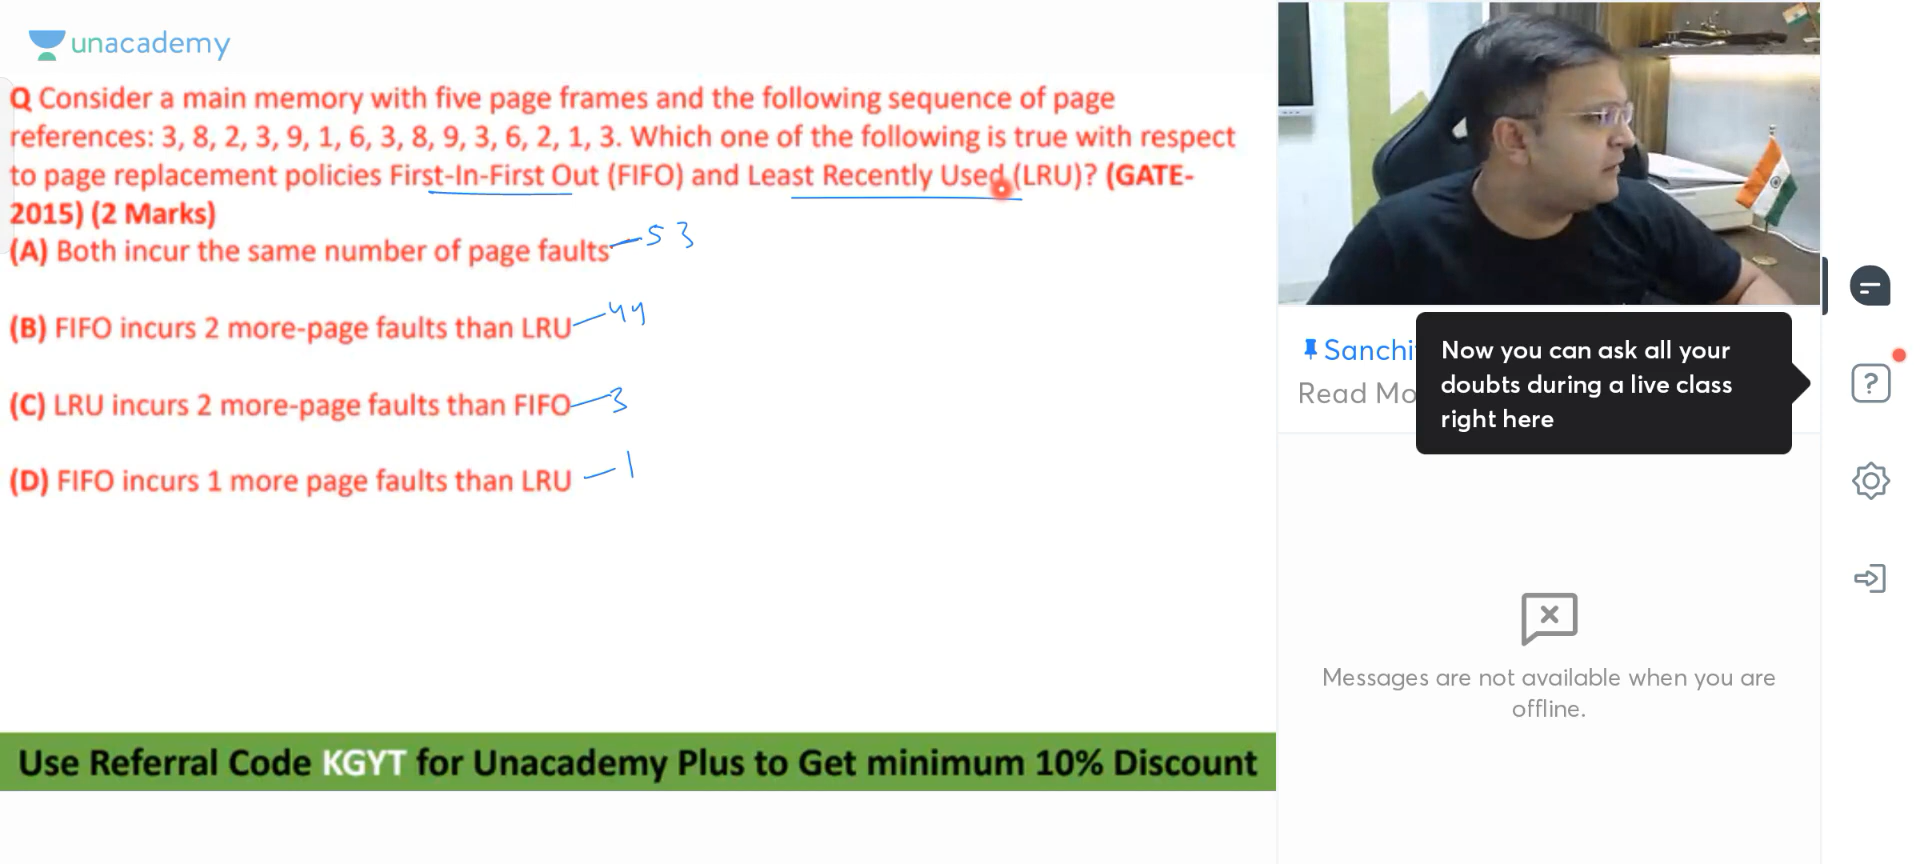 unacademy
Q Consider a main memory with five page frames and the following sequence of page
references: 3, 8, 2, 3, 9, 1, 6, 3, 8, 9, 3, 6, 2, 1, 3. Which one of the following is true with respect
to page replacement policies First-In-First Out (FIFO) and Least Recently Used (LRU)? (GATE-
2015) (2 Marks)
(A) Both incur the same number of page faults - 53
(B) FIFO incurs 2 more-page faults than LRU - 44
(C) LRU incurs 2 more-page faults than FIFO - 3
(D) FIFO incurs 1 more page faults than LRU - 1
Use Referral Code KGYT for Unacademy Plus to Get minimum 10% Discount
Sanchi
Read Mo
Now you can ask all your
doubts during a live class
right here
?
Messages are not available when you are
offline.